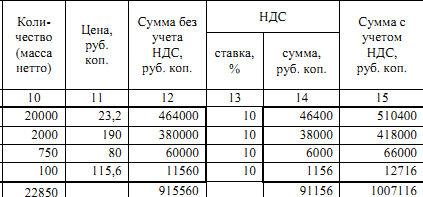 Коли-
чество
(масса
нетто)
Цена,
руб.
коп.
Сумма без
учета
НДС,
руб. коп.
НДС
ставка,
%
сумма,
руб. коп.
Сумма с
учетом
НДС,
руб. коп.
10 11 12 13 14 15
20000 23,2 464000 10 46400 510400
2000 190 380000 10 38000 418000
750 80 60000 10 6000 66000
100 115,6 11560 10 1156 12716
22850 915560 91156 1007116